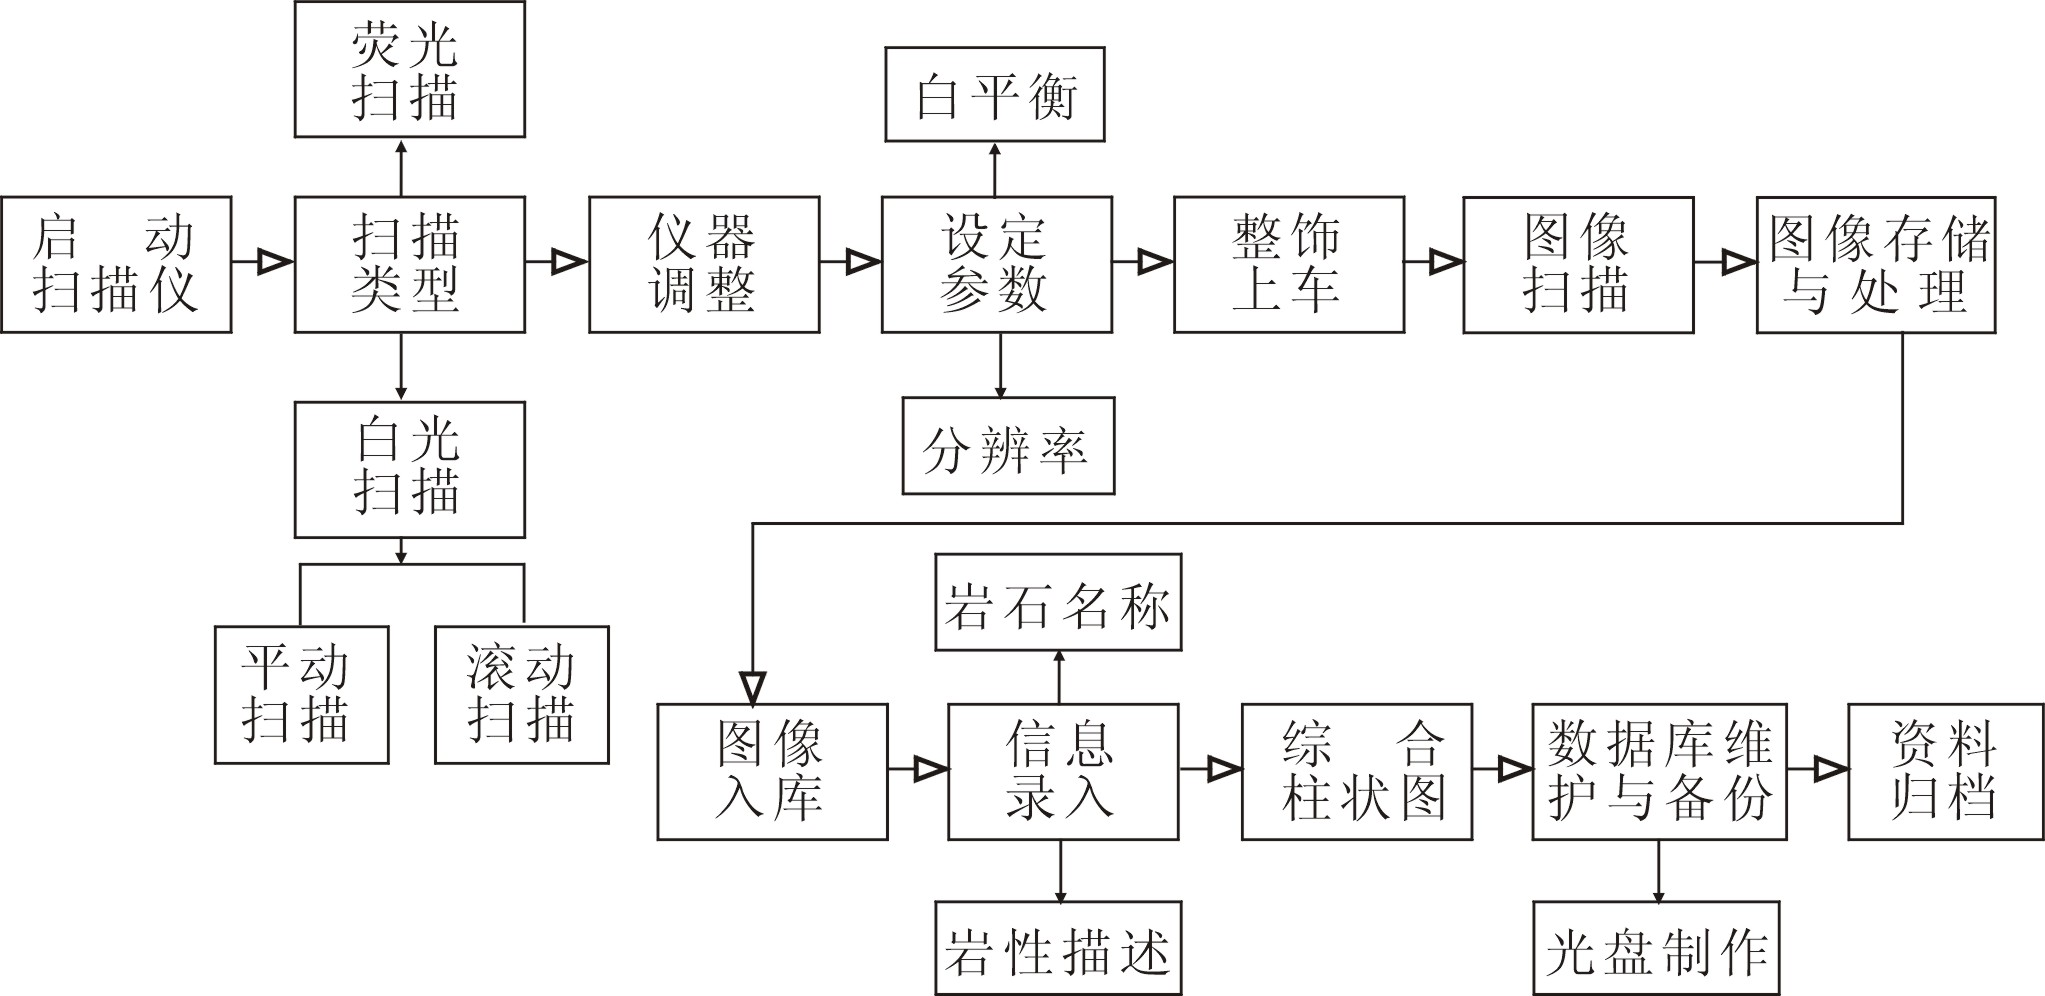 荧光
扫描
白平衡
启动
扫描仪
扫描
类型
仪器
调整
设定
参数
整饰
上车
图像
扫描
图像存储
与处理
白光
扫描
分辨率
平动
扫描
滚动
扫描
岩石名称
图像
入库
信息
录入
综合
柱状图
数据库维
护与备份
资料
归档
岩性描述
光盘制作